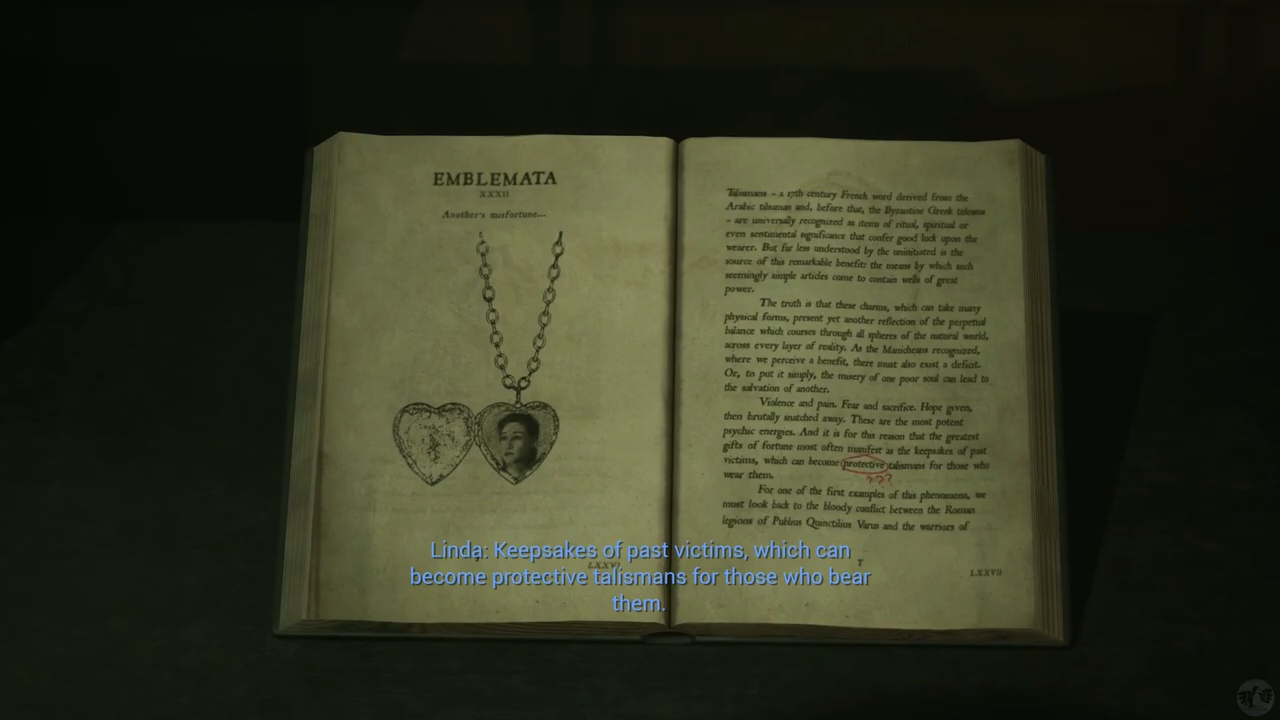 EMBLEMATA
XXXII
Another's misfortune...
Talismans - a 17th century French word derived from the
Arabic tilsaman and, before that, the Byzantine Greek telesma
- are universally recognized as items of ritual, spiritual or
even sentimental significance that confer good luck upon the
wearer. But far less understood by the uninitiated is the
source of this remarkable benefit: the means by which such
seemingly simple articles come to contain wells of great
power.
The truth is that these charms, which can take many
physical forms, present yet another reflection of the perpetual
balance which courses through all spheres of the natural world,
across every layer of reality. As the Manicheans recognized,
where we perceive a benefit, there must also exist a deficit.
Or, to put it simply, the misery of one poor soul can lead to
the salvation of another.
Violence and pain. Fear and sacrifice. Hope given,
then brutally snatched away. These are the most potent
psychic energies. And it is for this reason that the greatest
gifts of fortune most often manifest as the keepsakes of past
victims, which can become protective talismans for those who
wear them.
???
For one of the first examples of this phenomena, we
must look back to the bloody conflict between the Roman
legions of Publius Quinctilius Varus and the warriors of
T
LXXVII
Linda: Keepsakes of past victims, which can
become protective talismans for those who bear
them.